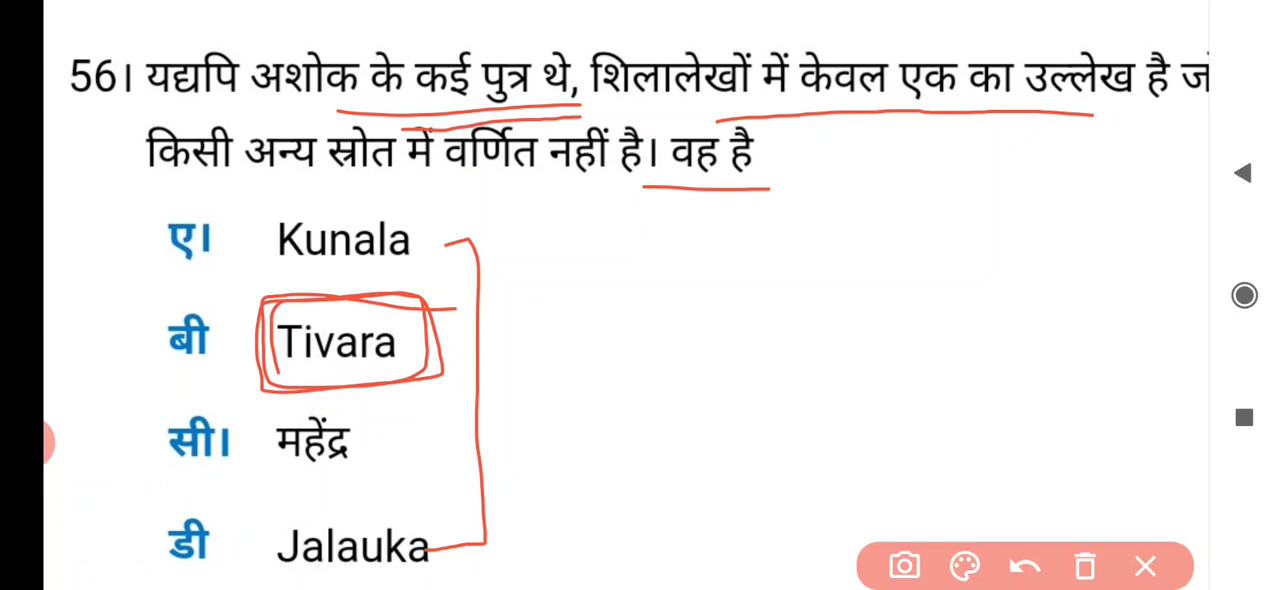 56। यद्यपि अशोक के कई पुत्र थे, शिलालेखों में केवल एक का उल्लेख है
किसी अन्य स्रोत में वर्णित नहीं है। वह है
ए। Kunala
बी Tivara
सी। महेंद्र
डी Jalauka